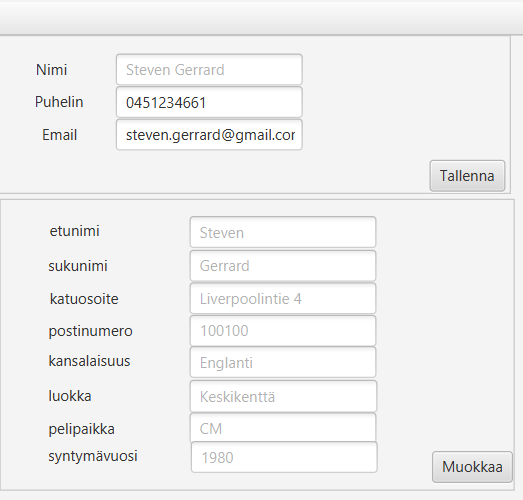 Nimi Steven Gerrard
Puhelin 0451234661
Email steven.gerrard@gmail.cor
Tallenna
etunimi Steven
sukunimi Gerrard
katuosoite Liverpoolintie 4
postinumero 100100
kansalaisuus Englanti
luokka Keskikenttä
pelipaikka CM
syntymävuosi 1980
Muokkaa